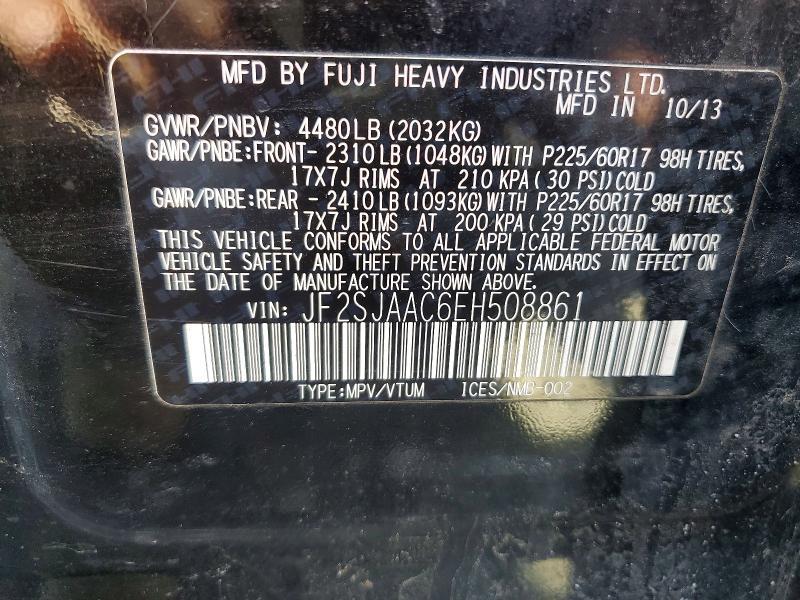 MFD BY FUJI HEAVY INDUSTRIES LTD.
MFD IN 10/13
GVWR/PNBV: 4480LB(2032KG)
GAWR/PNBE:FRONT- 2310LB(1048KG)WITH P225/60R17 98H TIRES,
17X7J RIMS AT 210 KPA(30 PSI)COLD
GAWR/PNBE:REAR - 2410LB(1093KG)WITH P225/60R17 98H TIRES,
17X7J RIMS AT 200 KPA(29 PSI)COLD
THIS VEHICLE CONFORMS TO ALL APPLICABLE FEDERAL MOTOR
VEHICLE SAFETY AND THEFT PREVENTION STANDARDS IN EFFECT ON
THE DATE OF MANUFACTURE SHOWN ABOVE.
VIN: JF2SJAAC6EH508861
TYPE:MPV/VTUM ICES/NMB-002